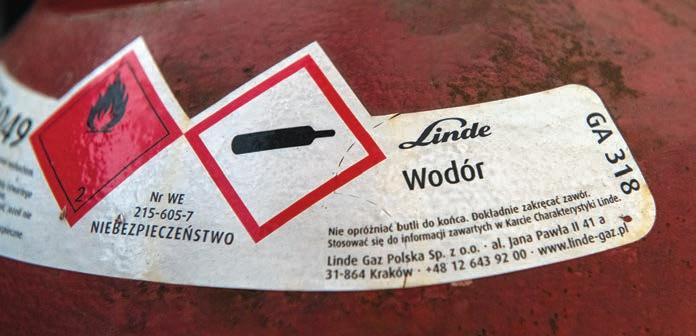 049
2
Nr WE
215-605-7
NIEBEZPIECZEŃSTWO
Linde
Wodór
Nie opróżniać butli do końca. Dokładnie zakręcać zawór.
Stosować się do informacji zawartych w Karcie Charakterystyki Linde.
Linde Gaz Polska Sp. z o.o. · al. Jana Pawła II 41 a
31-864 Kraków · +48 12 643 92 00 · www.linde-gaz.pl
GA 318